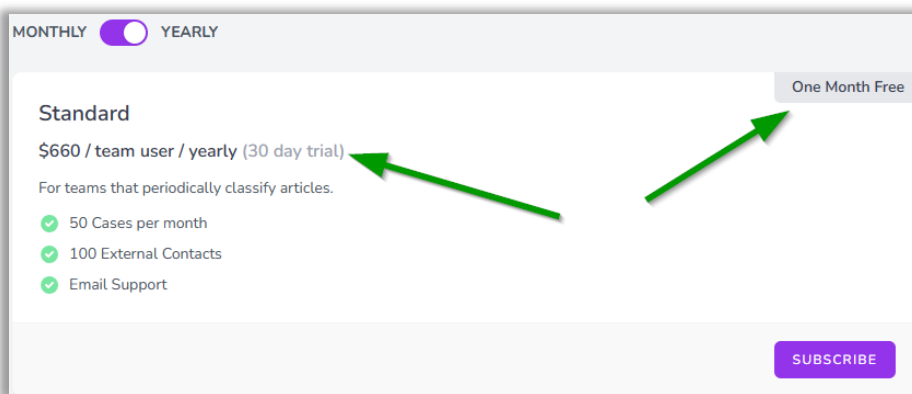 MONTHLY YEARLY
One Month Free
Standard
$660 / team user / yearly (30 day trial)
For teams that periodically classify articles.
50 Cases per month
100 External Contacts
Email Support
SUBSCRIBE